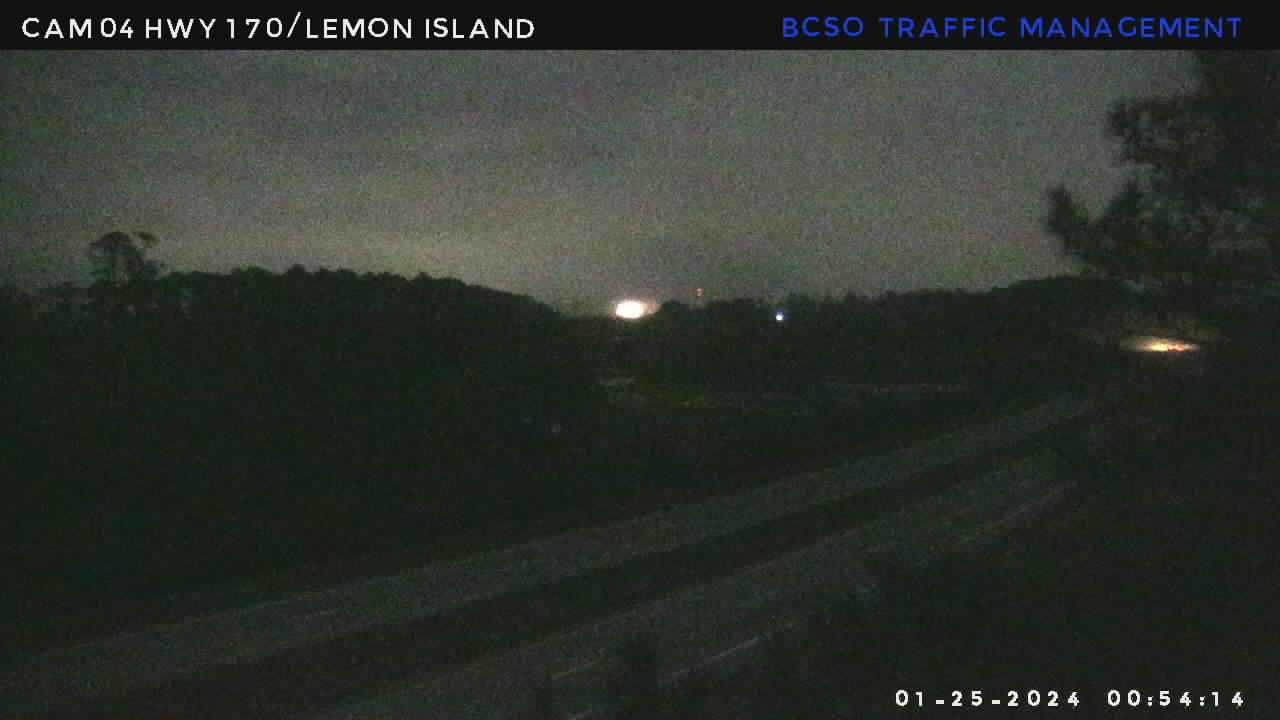 CAM04 HWY 170/LEMON ISLAND
BCSO TRAFFIC MANAGEMENT
01-25-2024 00:54:14